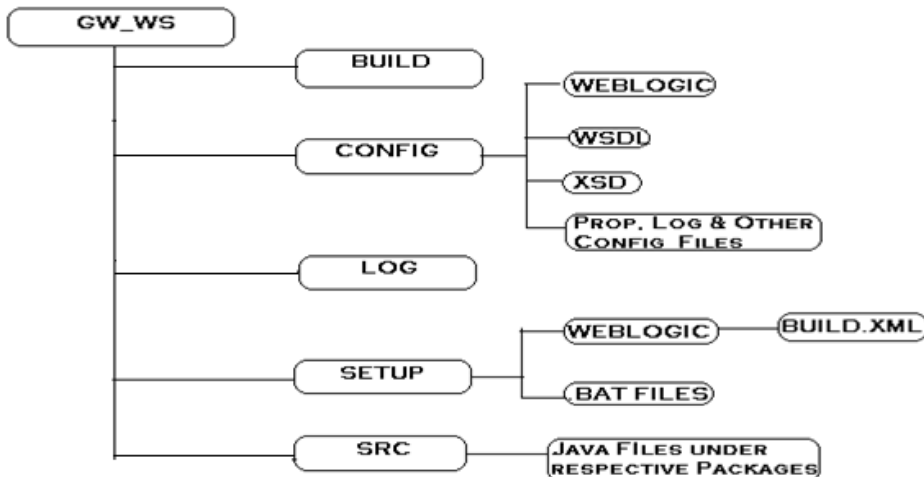 GW_WS
BUILD
WEBLOGIC
CONFIG
WSDL
XSD
PROP, LOG & OTHER
CONFIG FILES
LOG
WEBLOGIC
BUILD.XML
SETUP
.BAT FILES
SRC
JAVA FILES UNDER
RESPECTIVE PACKAGES